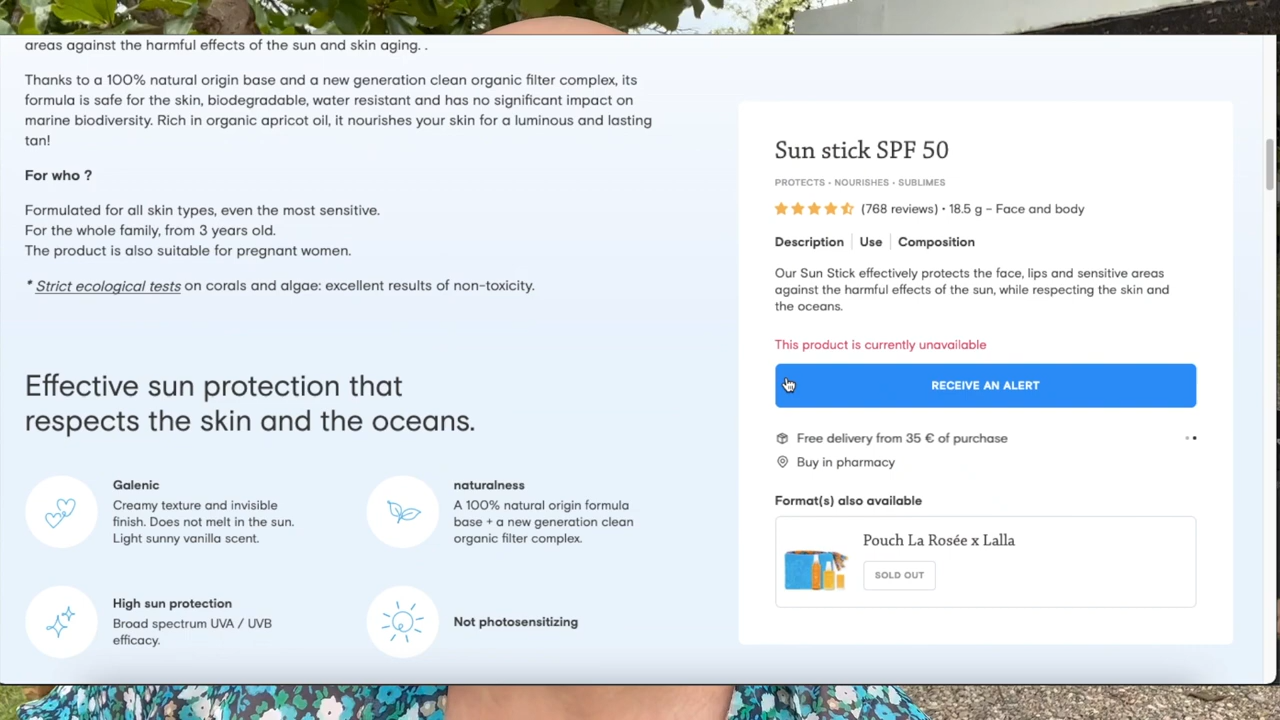 areas against the harmful effects of the sun and skin aging. .
Thanks to a 100% natural origin base and a new generation clean organic filter complex, its
formula is safe for the skin, biodegradable, water resistant and has no significant impact on
marine biodiversity. Rich in organic apricot oil, it nourishes your skin for a luminous and lasting
tan!
For who ?
Formulated for all skin types, even the most sensitive.
For the whole family, from 3 years old.
The product is also suitable for pregnant women.
* Strict ecological tests on corals and algae: excellent results of non-toxicity.
Effective sun protection that
respects the skin and the oceans.
Galenic
Creamy texture and invisible
finish. Does not melt in the sun.
Light sunny vanilla scent.
naturalness
A 100% natural origin formula
base + a new generation clean
organic filter complex.
High sun protection
Broad spectrum UVA / UVB
efficacy.
Not photosensitizing
Sun stick SPF 50
PROTECTS • NOURISHES • SUBLIMES
(768 reviews) • 18.5 g - Face and body
Description | Use | Composition
Our Sun Stick effectively protects the face, lips and sensitive areas
against the harmful effects of the sun, while respecting the skin and
the oceans.
This product is currently unavailable
RECEIVE AN ALERT
Free delivery from 35 € of purchase
Buy in pharmacy
Format(s) also available
Pouch La Rosée x Lalla
SOLD OUT